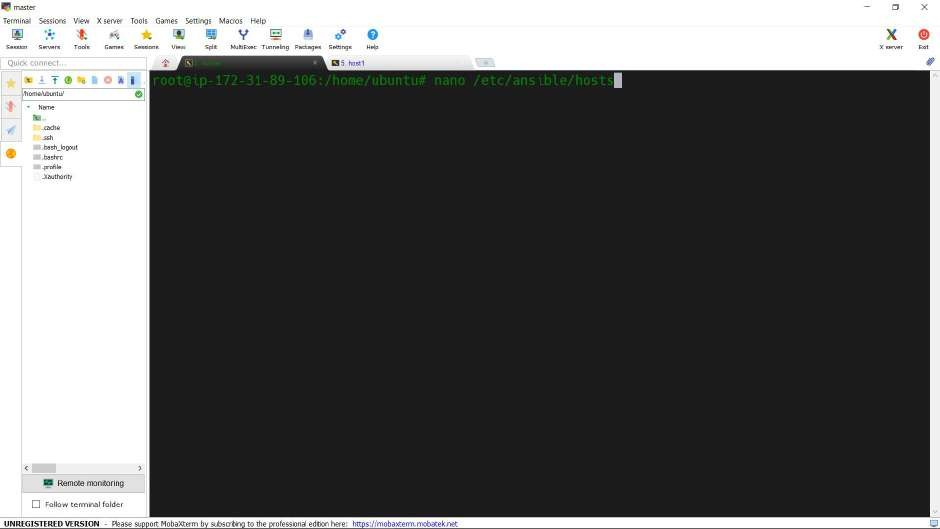 master
Terminal Sessions View X server Tools Games Settings Macros Help
Session Servers Tools Games Sessions View Split MultiExec Tunneling Packages Settings Help X server Exit
Quick connect...
5. host1
/home/ubuntu/
Name
..
.cache
.ssh
.bash_logout
.bashrc
.profile
.Xauthority
root@ip-172-31-89-106:/home/ubuntu# nano /etc/ansible/hosts
Remote monitoring
Follow terminal folder
UNREGISTERED VERSION - Please support MobaXterm by subscribing to the professional edition here: https://mobaxterm.mobatek.net